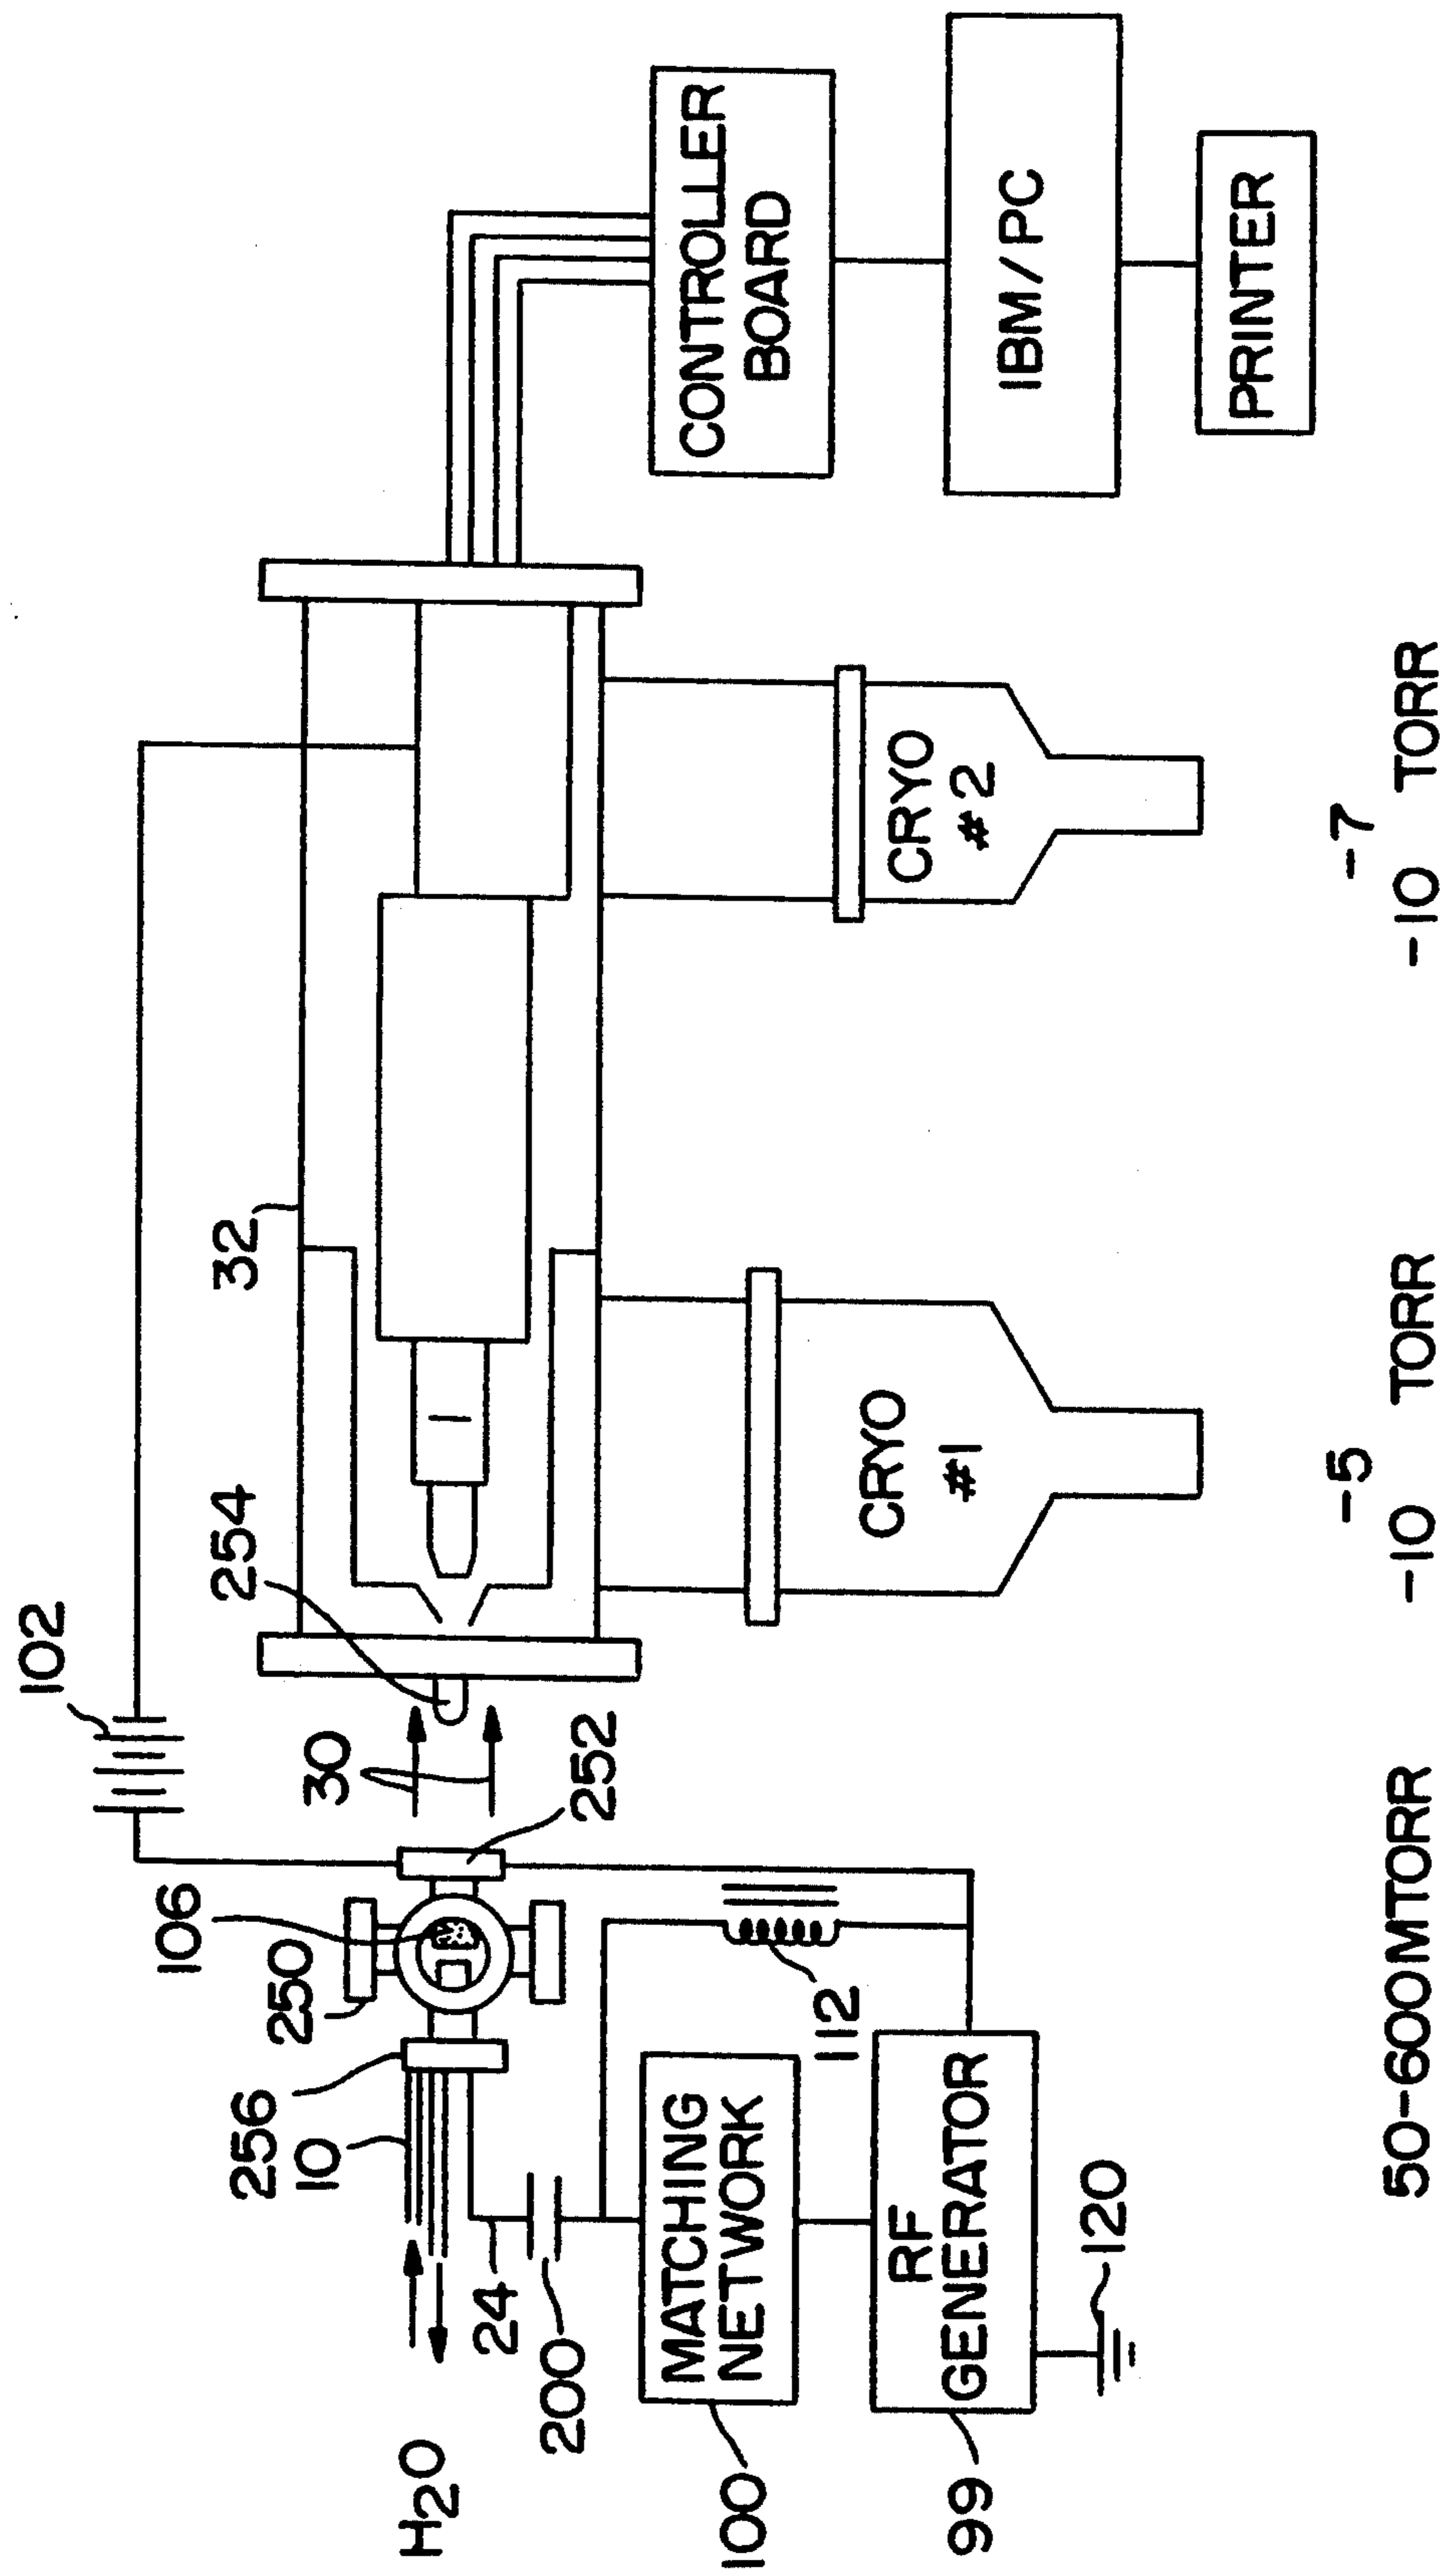 102
32
254
30
252
106
250
256
10
H2O
24
200
112
MATCHING
NETWORK
100
RF
GENERATOR
99
120
CRYO
#1
CRYO
#2
CONTROLLER
BOARD
IBM/PC
PRINTER
50-600MTORR
-10 -5 TORR
-10 -7 TORR